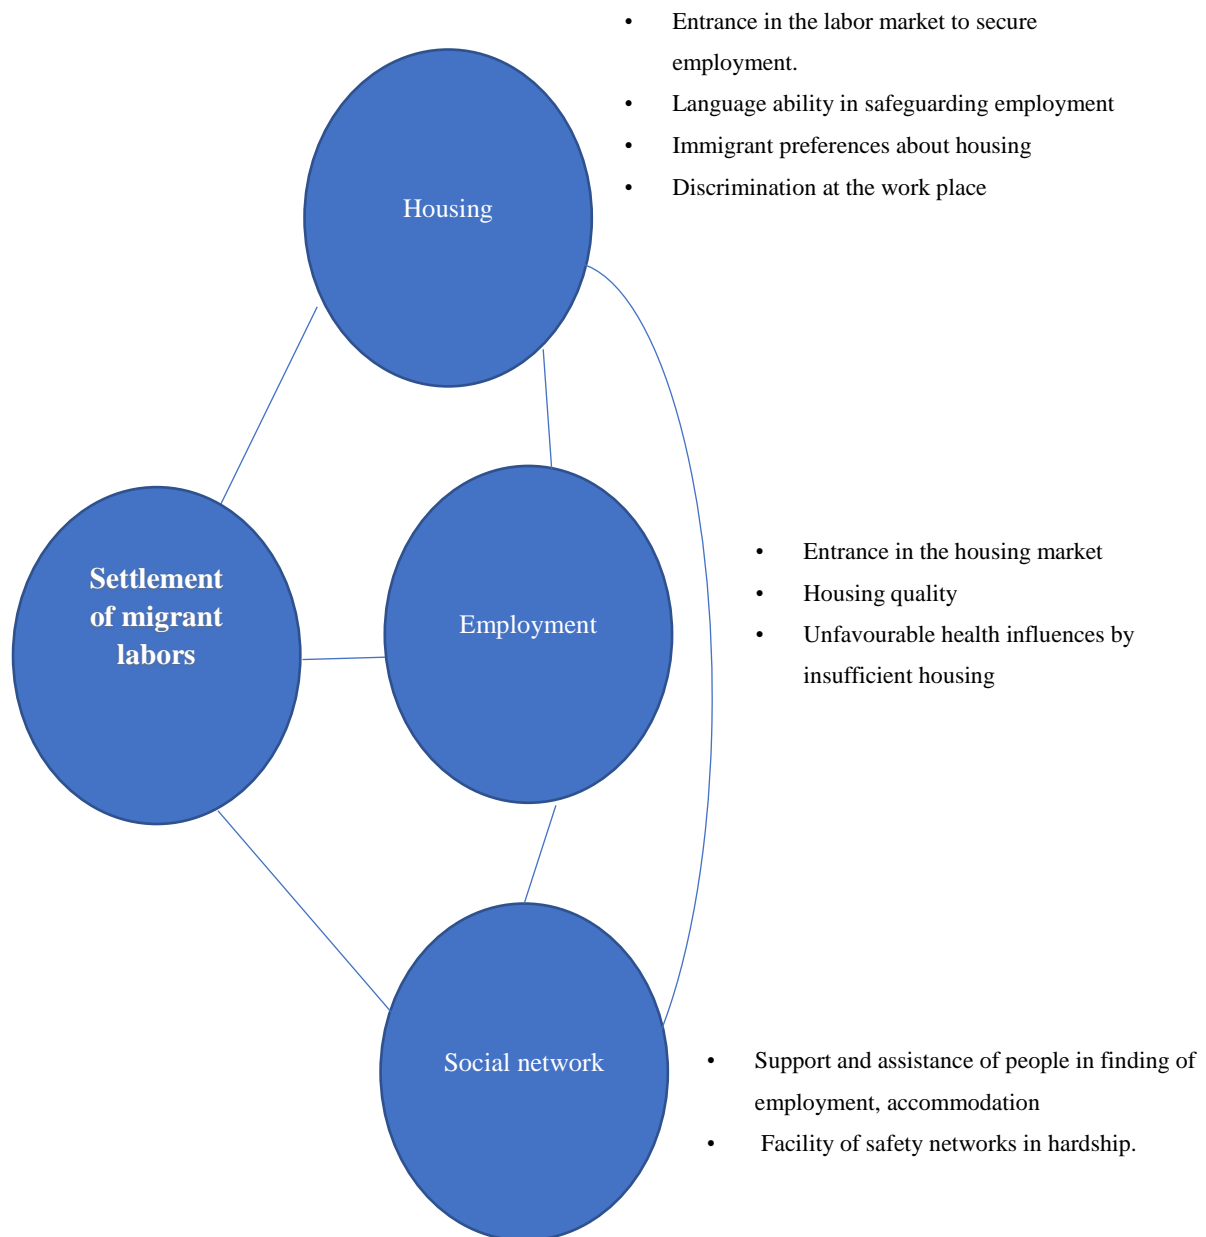 • Entrance in the labor market to secure
employment.
• Language ability in safeguarding employment
• Immigrant preferences about housing
• Discrimination at the work place
Housing
Settlement
of migrant
labors
Employment
• Entrance in the housing market
• Housing quality
• Unfavourable health influences by
insufficient housing
Social network
• Support and assistance of people in finding of
employment, accommodation
• Facility of safety networks in hardship.